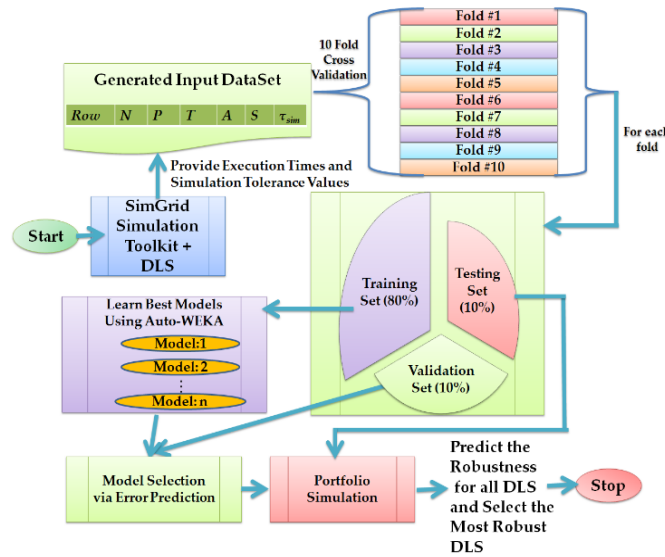 Start
SimGrid
Simulation
Toolkit +
DLS
Provide Execution Times and
Simulation Tolerance Values
Generated Input DataSet
Row N P T A S τsim
10 Fold
Cross
Validation
Fold #1
Fold #2
Fold #3
Fold #4
Fold #5
Fold #6
Fold #7
Fold #8
Fold #9
Fold #10
For each
fold
Training
Set (80%)
Testing
Set
(10%)
Validation
Set (10%)
Learn Best Models
Using Auto-WEKA
Model:1
Model: 2
⋮
Model: n
Model Selection
via Error Prediction
Portfolio
Simulation
Predict the
Robustness
for all DLS
and Select the
Most Robust
DLS
Stop